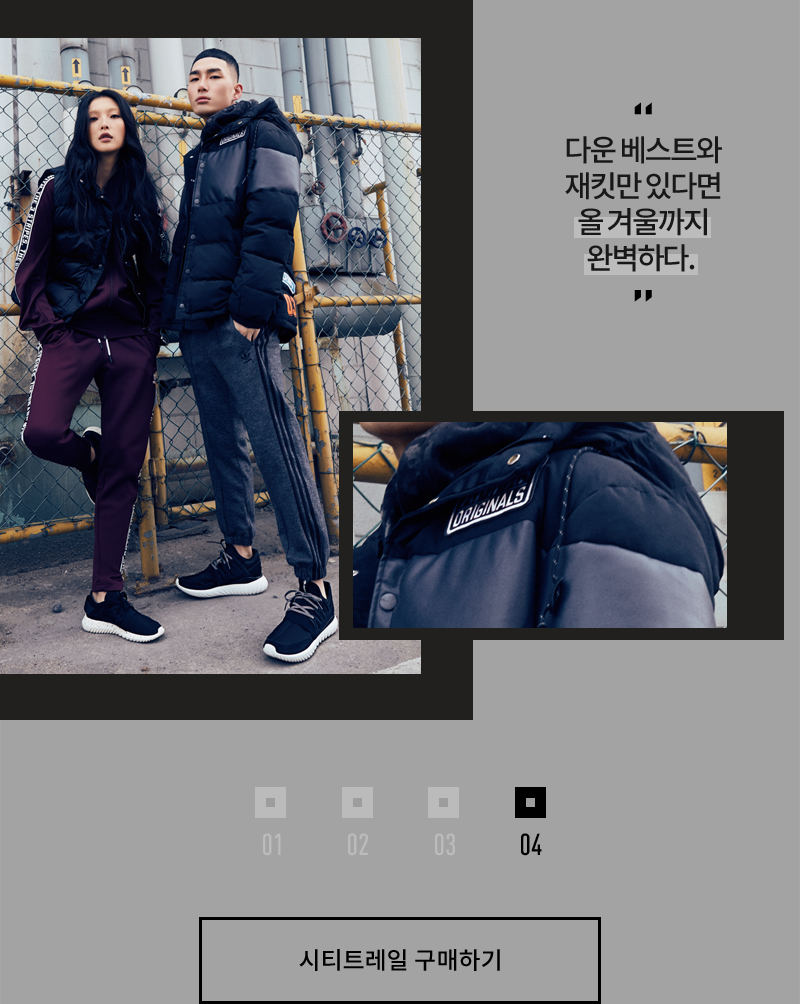 “
다운 베스트와
재킷만 있다면
올 겨울까지
완벽하다.
”
ORIGINALS
01
02
03
04
시티트레일 구매하기